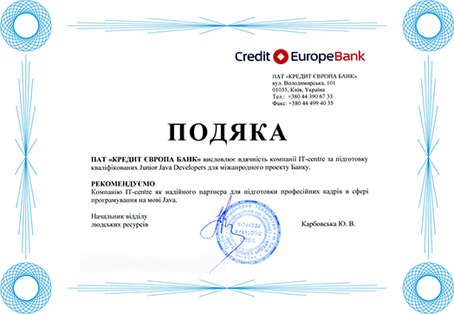 Credit EuropeBank
ПАТ «КРЕДИТ ЄВРОПА БАНК»
вул. Володимирська, 101
01033, Київ, Україна
Тел.: +380 44 390 67 33
Факс: +380 44 499 40 35
ПОДЯКА
ПАТ «КРЕДИТ ЄВРОПА БАНК» висловлює вдячність компанії IT-centre за підготовку
кваліфікованих Junior Java Developers для міжнародного проекту Банку.
РЕКОМЕНДУЄМО
Компанію IT-centre як надійного партнера для підготовки професійних кадрів в сфері
програмування на мові Java.
Начальник відділу
людських ресурсів
Карбовська Ю. В.